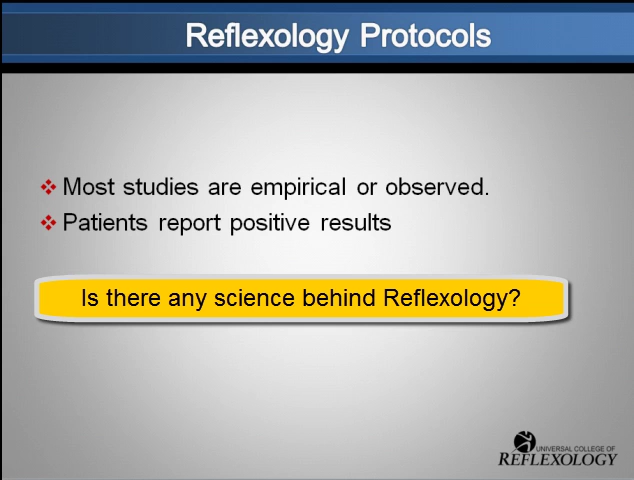 Reflexology Protocols
Most studies are empirical or observed.
Patients report positive results
Is there any science behind Reflexology?
UNIVERSAL COLLEGE OF
REFLEXOLOGY